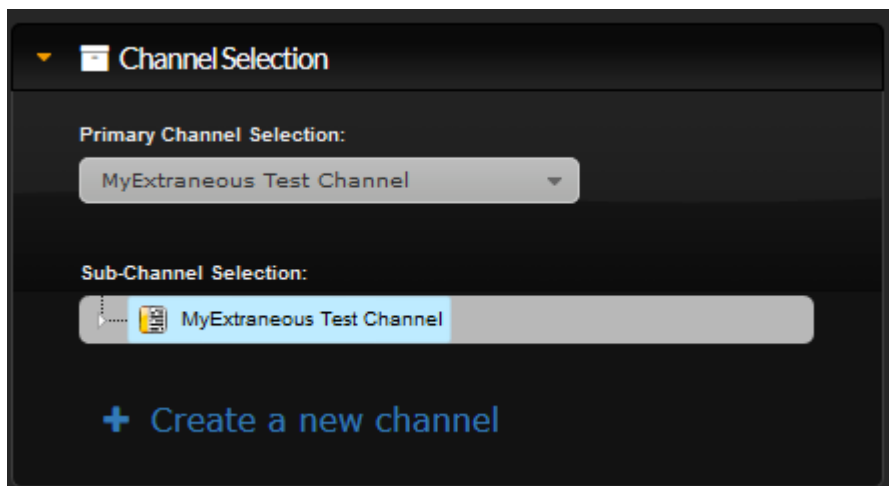 Channel Selection
Primary Channel Selection:
MyExtraneous Test Channel
Sub-Channel Selection:
MyExtraneous Test Channel
+ Create a new channel